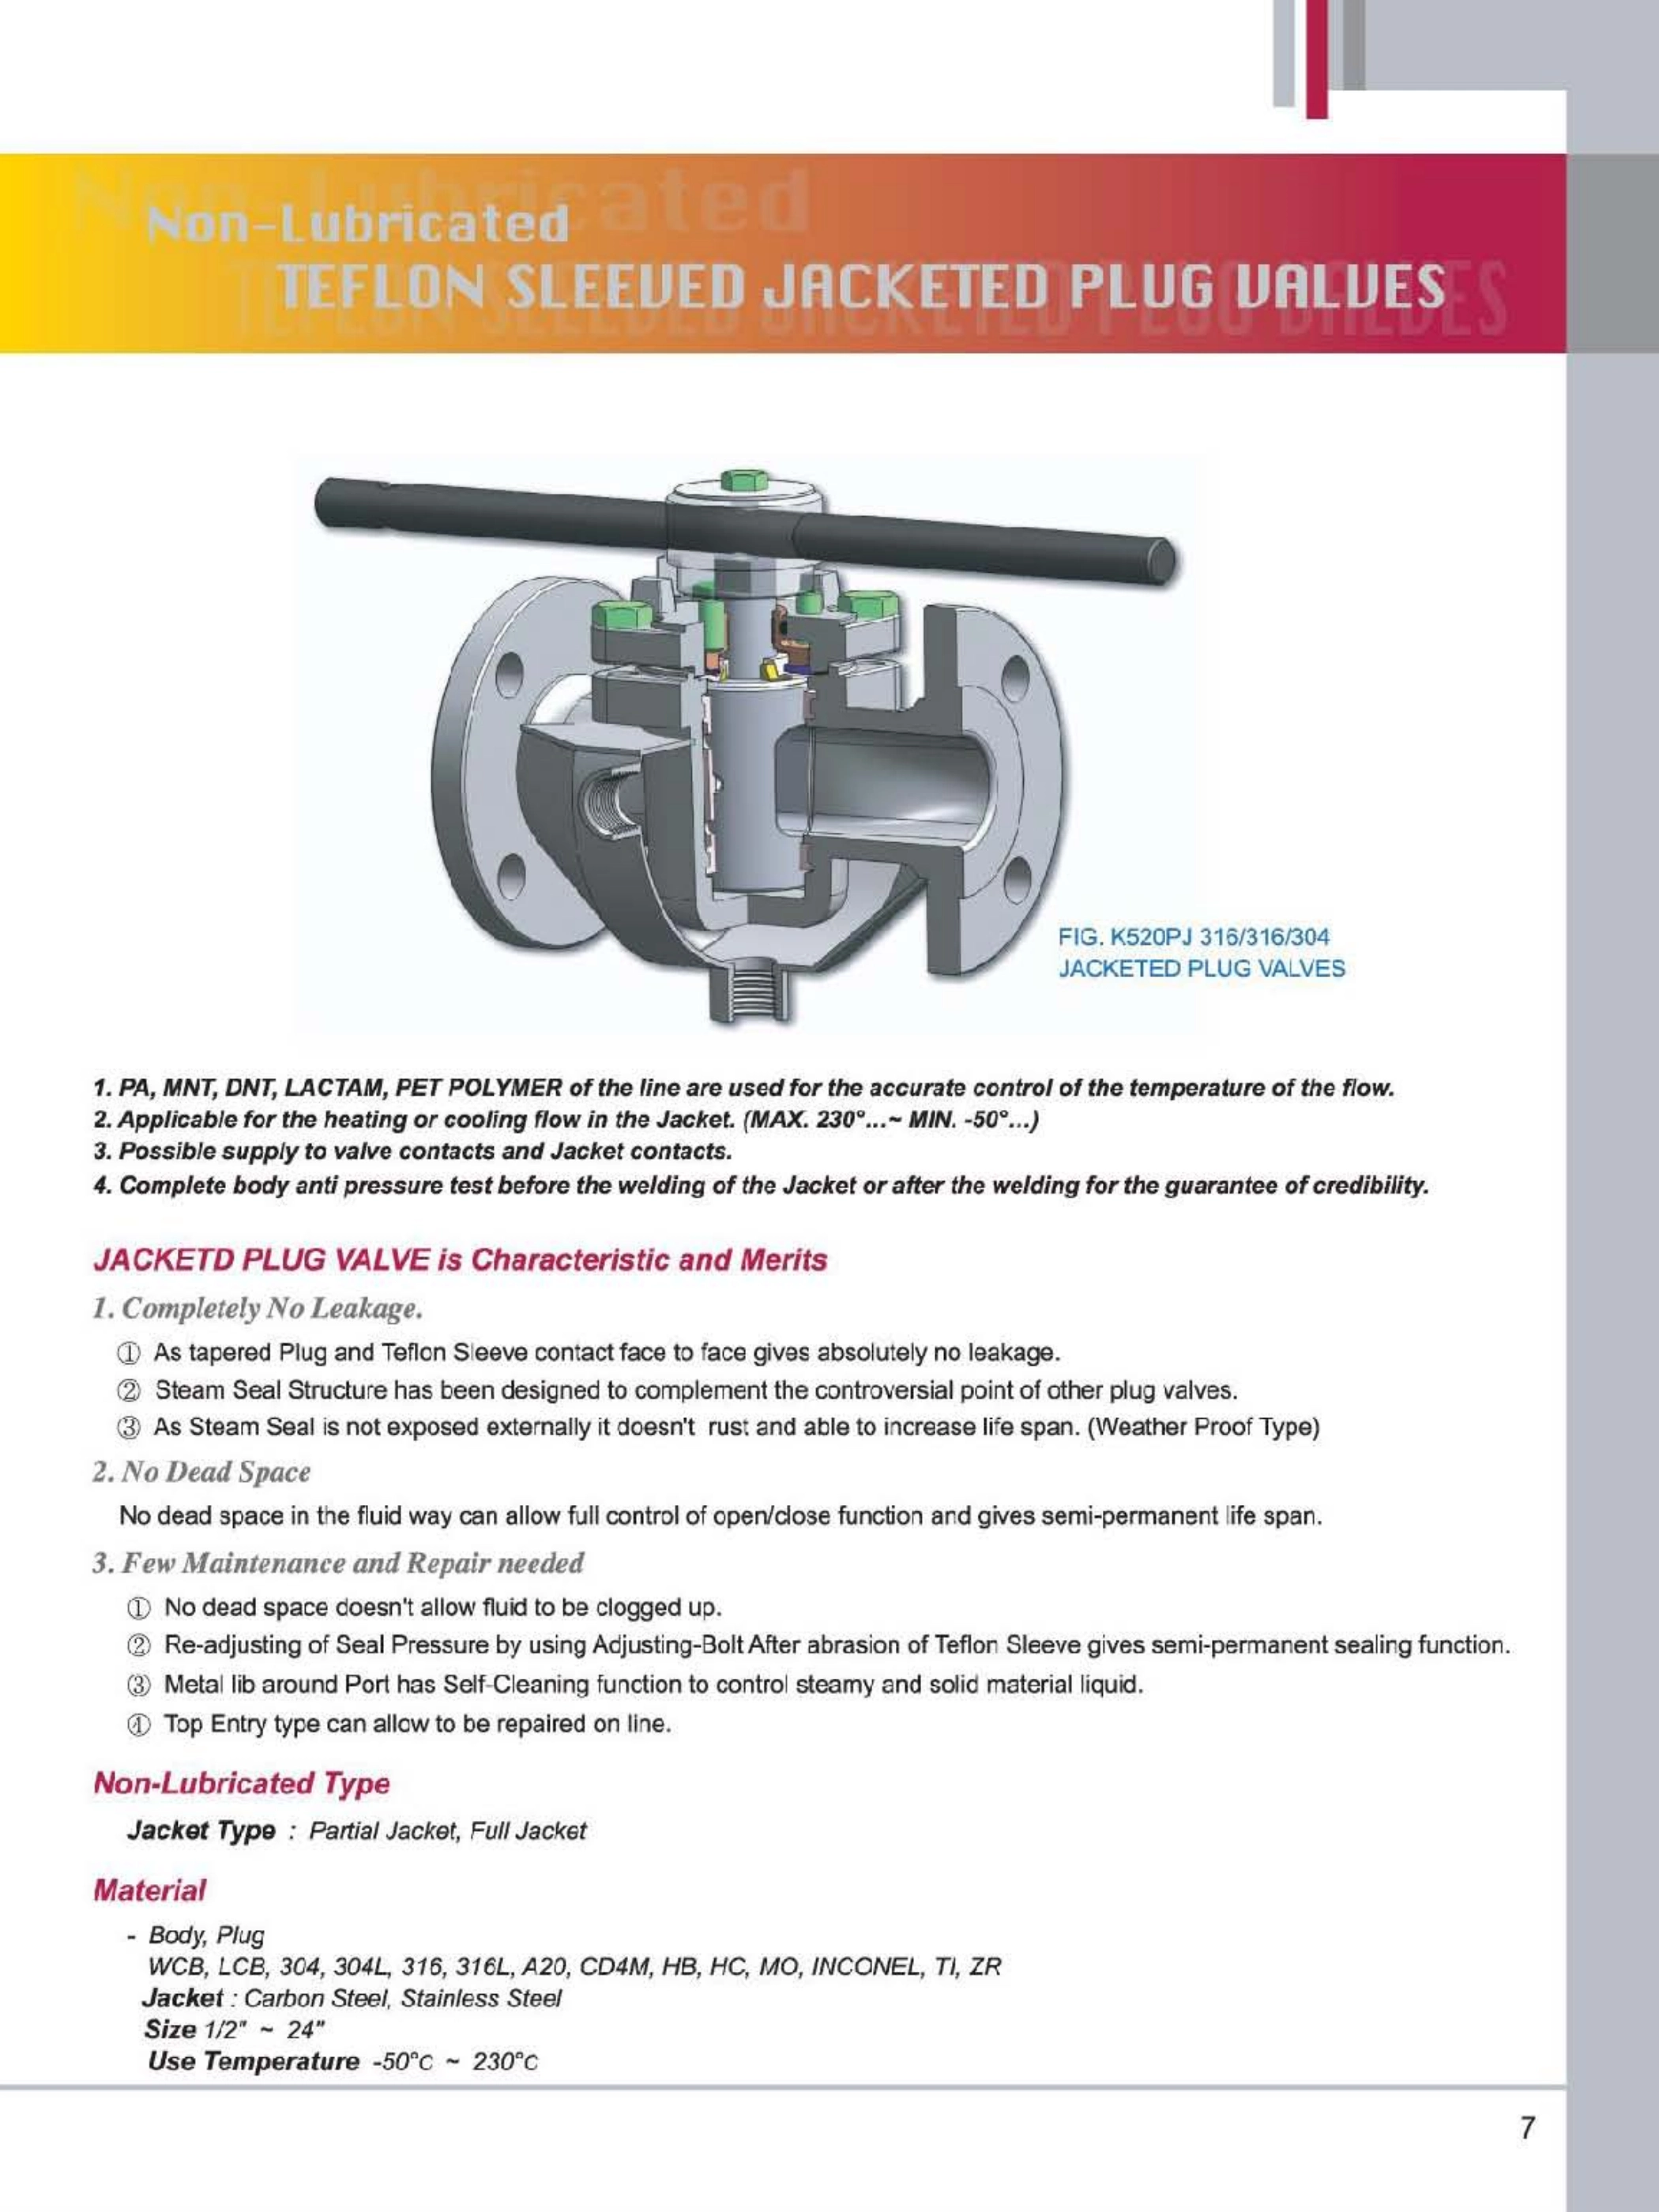 Non-Lubricated
TEFLON SLEEVED JACKETED PLUG VALVES
FIG. K520PJ 316/316/304
JACKETED PLUG VALVES
1. PA, MNT, DNT, LACTAM, PET POLYMER of the line are used for the accurate control of the temperature of the flow.
2. Applicable for the heating or cooling flow in the Jacket. (MAX. 230°...~ MIN. -50°...)
3. Possible supply to valve contacts and Jacket contacts.
4. Complete body anti pressure test before the welding of the Jacket or after the welding for the guarantee of credibility.
JACKETD PLUG VALVE is Characteristic and Merits
1. Completely No Leakage.
① As tapered Plug and Teflon Sleeve contact face to face gives absolutely no leakage.
② Steam Seal Structure has been designed to complement the controversial point of other plug valves.
③ As Steam Seal is not exposed externally it doesn't rust and able to increase life span. (Weather Proof Type)
2. No Dead Space
No dead space in the fluid way can allow full control of open/close function and gives semi-permanent life span.
3. Few Maintenance and Repair needed
① No dead space doesn't allow fluid to be clogged up.
② Re-adjusting of Seal Pressure by using Adjusting-Bolt After abrasion of Teflon Sleeve gives semi-permanent sealing function.
③ Metal lib around Port has Self-Cleaning function to control steamy and solid material liquid.
④ Top Entry type can allow to be repaired on line.
Non-Lubricated Type
Jacket Type : Partial Jacket, Full Jacket
Material
- Body, Plug
WCB, LCB, 304, 304L, 316, 316L, A20, CD4M, HB, HC, MO, INCONEL, TI, ZR
Jacket : Carbon Steel, Stainless Steel
Size 1/2" ~ 24"
Use Temperature -50°C ~ 230°C
7